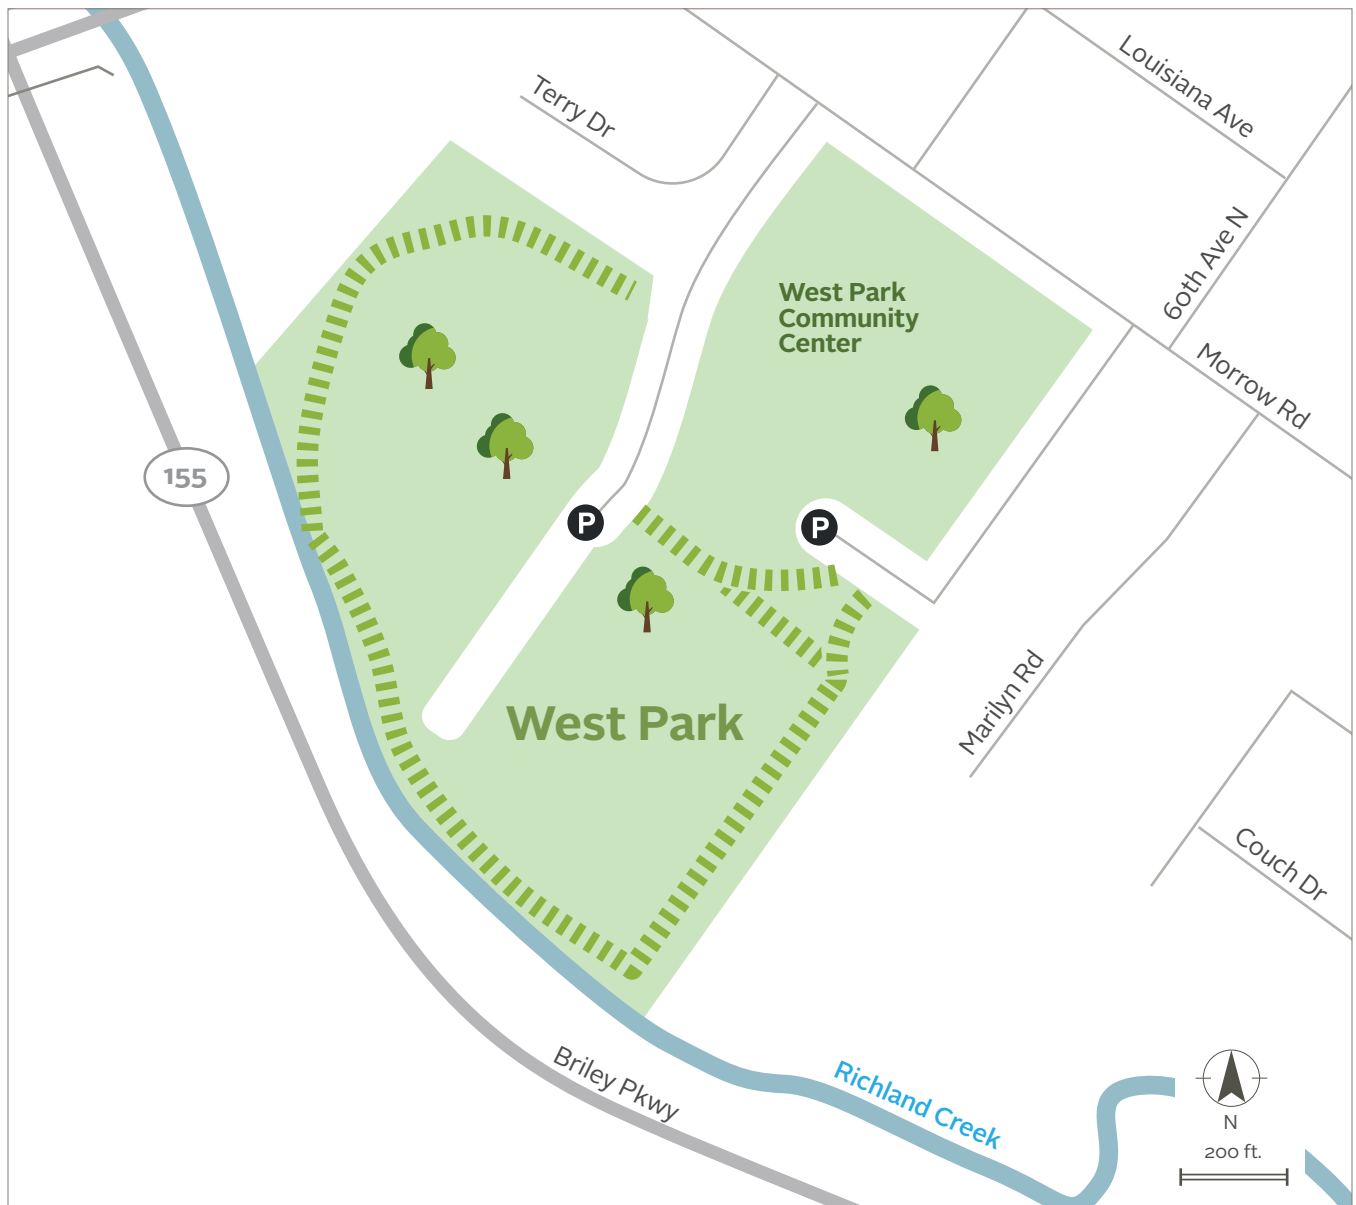 Louisiana Ave
Terry Dr
60th Ave N
West Park
Community
Center
Morrow Rd
155
P
P
Marilyn Rd
West Park
Couch Dr
Briley Pkwy
Richland Creek
N
200 ft.